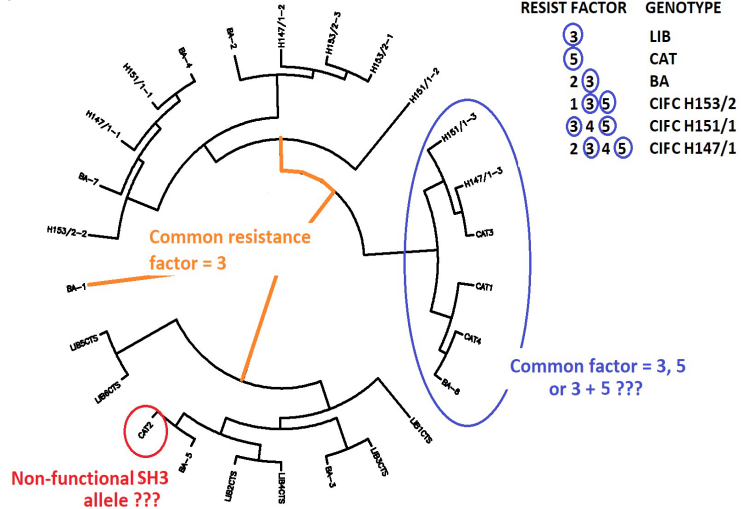 RESIST FACTOR GENOTYPE
3 LIB
5 CAT
2 3 BA
1 3 5 CIFC H153/2
3 4 5 CIFC H151/1
2 3 4 5 CIFC H147/1
BA-2
H147/1-2
H153/2-3
H153/2-1
H151/1-2
BA-4
H151/1-1
H147/1-1
BA-7
H153/2-2
BA-1
H151/1-3
H147/1-3
CAT3
CAT1
CAT4
BA-6
Common resistance
factor = 3
Common factor = 3, 5
or 3 + 5 ???
LIB5CTS
LIB6CTS
CAT2
BA-5
LIB2CTS
LIB4CTS
BA-3
LIB3CTS
LIB1CTS
Non-functional SH3
allele ???